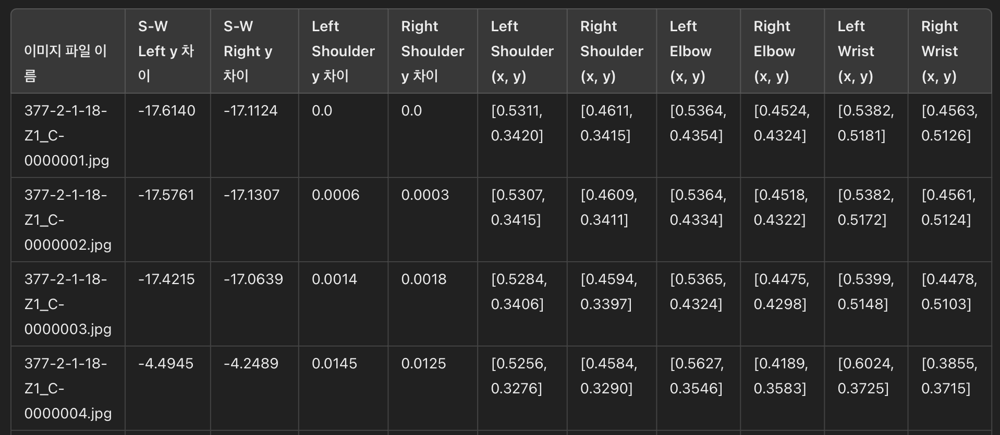 이미지 파일 이름 | S-W Left y 차이 | S-W Right y 차이 | Left Shoulder y 차이 | Right Shoulder y 차이 | Left Shoulder (x, y) | Right Shoulder (x, y) | Left Elbow (x, y) | Right Elbow (x, y) | Left Wrist (x, y) | Right Wrist (x, y)
377-2-1-18-Z1_C-0000001.jpg | -17.6140 | -17.1124 | 0.0 | 0.0 | [0.5311, 0.3420] | [0.4611, 0.3415] | [0.5364, 0.4354] | [0.4524, 0.4324] | [0.5382, 0.5181] | [0.4563, 0.5126]
377-2-1-18-Z1_C-0000002.jpg | -17.5761 | -17.1307 | 0.0006 | 0.0003 | [0.5307, 0.3415] | [0.4609, 0.3411] | [0.5364, 0.4334] | [0.4518, 0.4322] | [0.5382, 0.5172] | [0.4561, 0.5124]
377-2-1-18-Z1_C-0000003.jpg | -17.4215 | -17.0639 | 0.0014 | 0.0018 | [0.5284, 0.3406] | [0.4594, 0.3397] | [0.5365, 0.4324] | [0.4475, 0.4298] | [0.5399, 0.5148] | [0.4478, 0.5103]
377-2-1-18-Z1_C-0000004.jpg | -4.4945 | -4.2489 | 0.0145 | 0.0125 | [0.5256, 0.3276] | [0.4584, 0.3290] | [0.5627, 0.3546] | [0.4189, 0.3583] | [0.6024, 0.3725] | [0.3855, 0.3715]